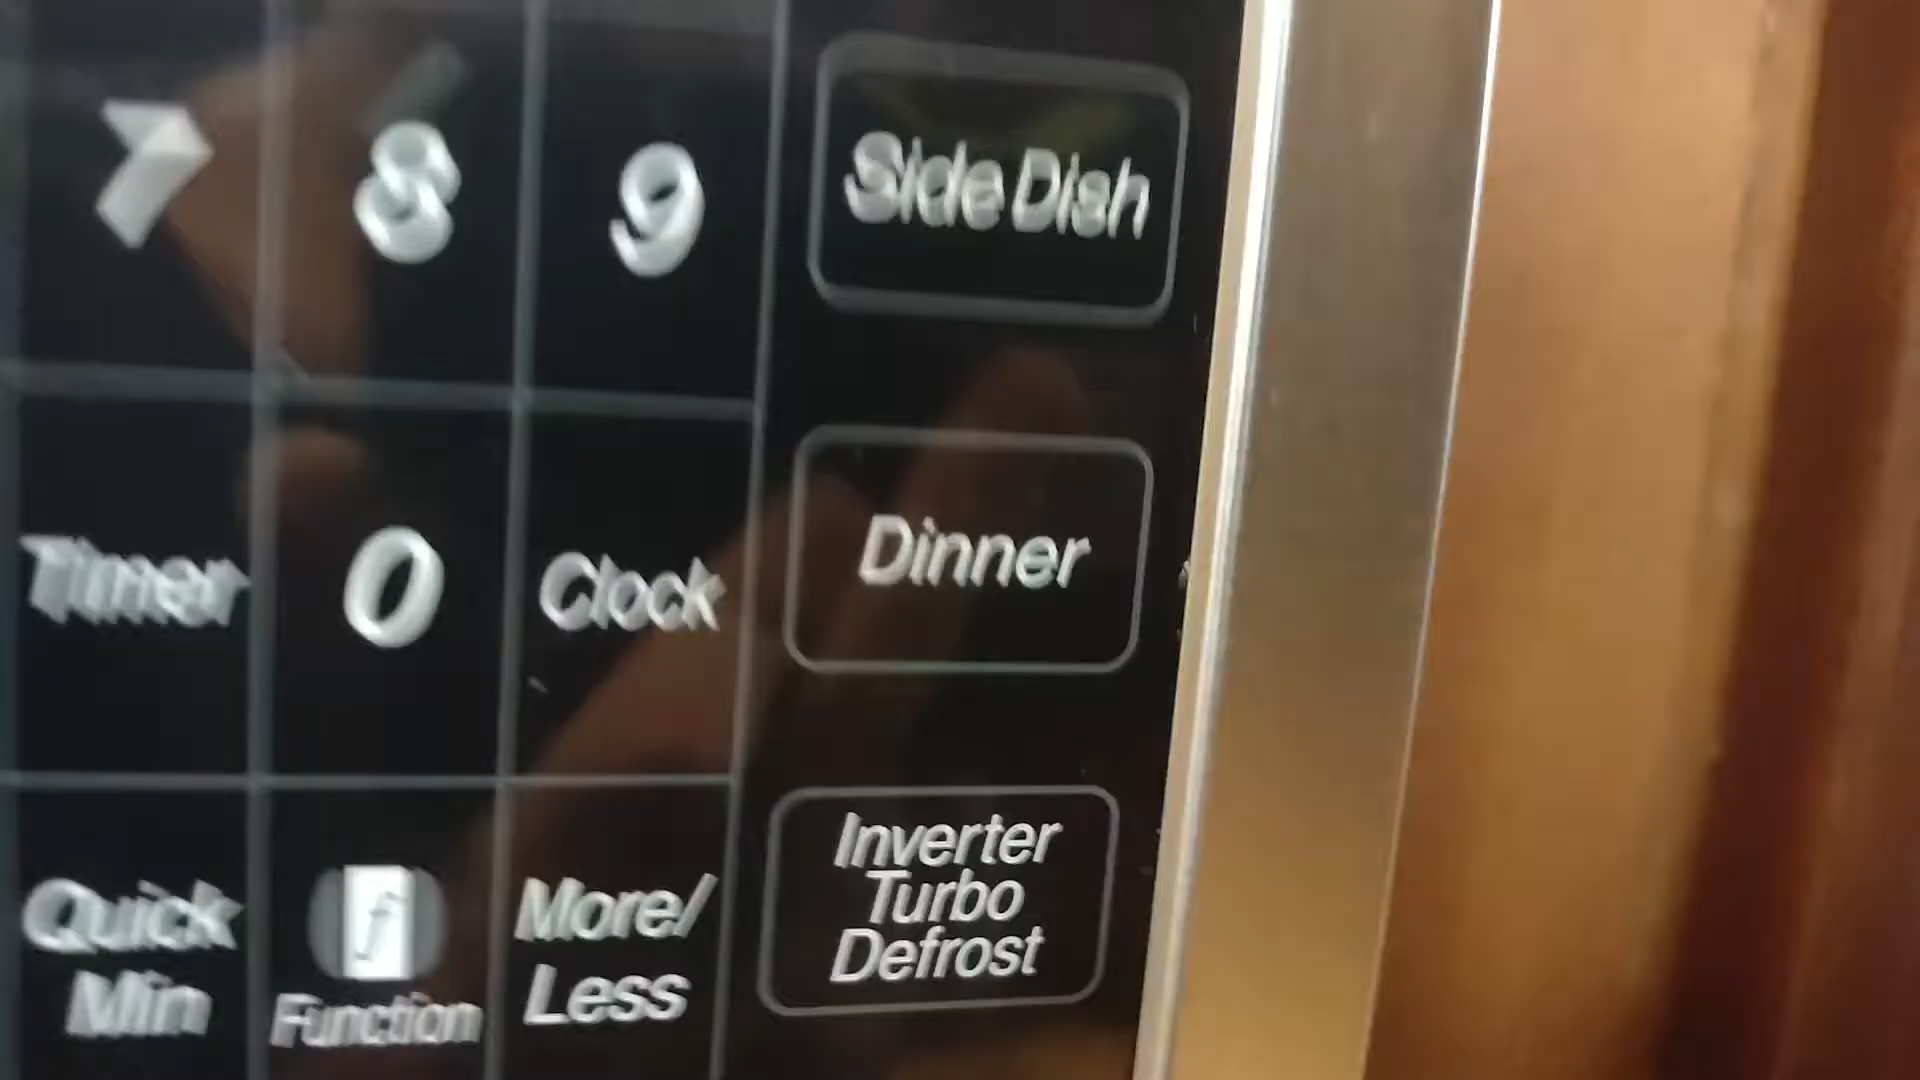 7 8 9 Side Dish
Timer 0 Clock Dinner
Quick
Min
f
Function
More/
Less
Inverter
Turbo
Defrost